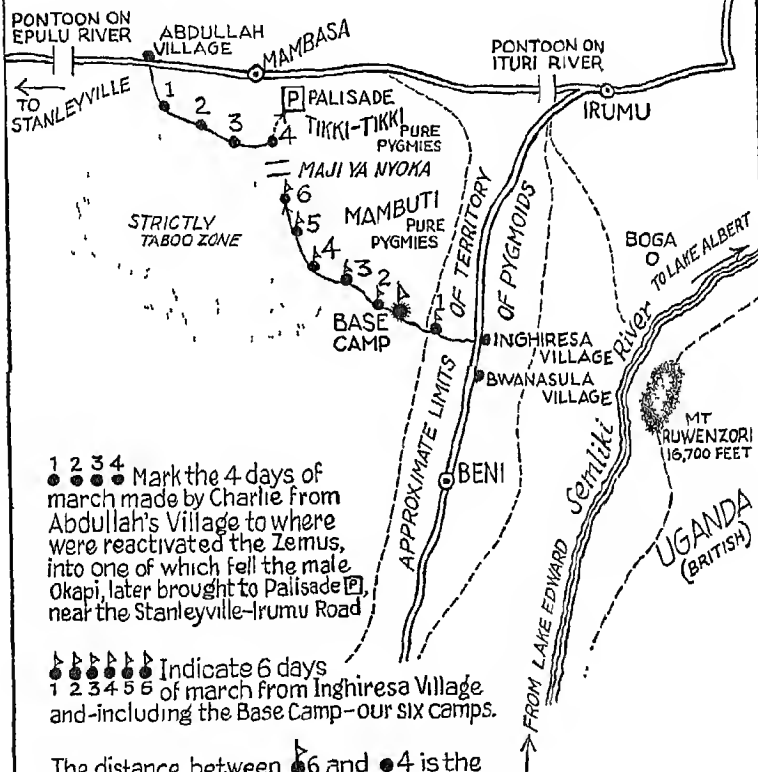 PONTOON ON
EPULU RIVER
ABDULLAH
VILLAGE
MAMBASA
PONTOON ON
ITURI RIVER
IRUMU
TO
STANLEYVILLE
1
2
3
4
P PALISADE
TIKKI-TIKKI PURE
PYGMIES
MAJI YA NYOKA
6
5
4
3
2
1
MAMBUTI PURE
PYGMIES
STRICTLY
TABOO ZONE
BASE
CAMP
APPROXIMATE LIMITS OF TERRITORY
OF PYGMOIDS
BOGA
TO LAKE ALBERT
INGHIRESA
VILLAGE
BWANASULA
VILLAGE
Semliki River
MT
RUWENZORI
16,700 FEET
BENI
UGANDA
(BRITISH)
FROM LAKE EDWARD
1 2 3 4
Mark the 4 days of
march made by Charlie from
Abdullah's Village to where
were reactivated the Zemus,
into one of which fell the male
Okapi, later brought to Palisade P,
near the Stanleyville-Irumu Road
Indicate 6 days
1 2 3 4 5 6 of march from Inghiresa Village
and-including the Base Camp-our six camps.
The distance between 6 and 4 is the